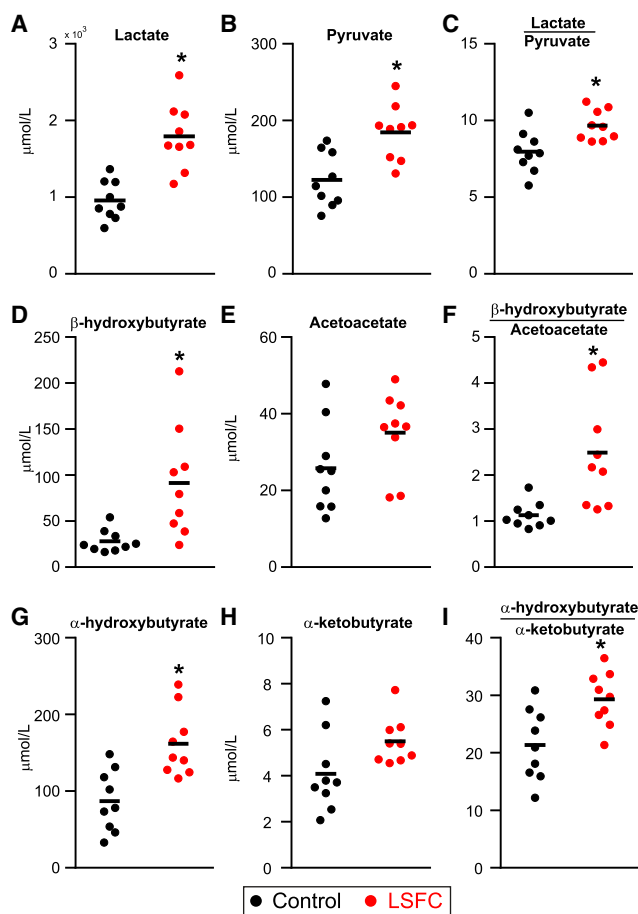 A Lactate
x 10³
3
2
1
0
μmol/L
*
B Pyruvate
300
200
100
0
μmol/L
*
C Lactate
Pyruvate
15
10
5
0
*
D β-hydroxybutyrate
250
200
150
100
50
0
μmol/L
*
E Acetoacetate
60
40
20
0
μmol/L
F β-hydroxybutyrate
Acetoacetate
5
4
3
2
1
0
*
G α-hydroxybutyrate
300
200
100
0
μmol/L
*
H α-ketobutyrate
10
8
6
4
2
0
μmol/L
I α-hydroxybutyrate
α-ketobutyrate
40
30
20
10
0
*
Control LSFC